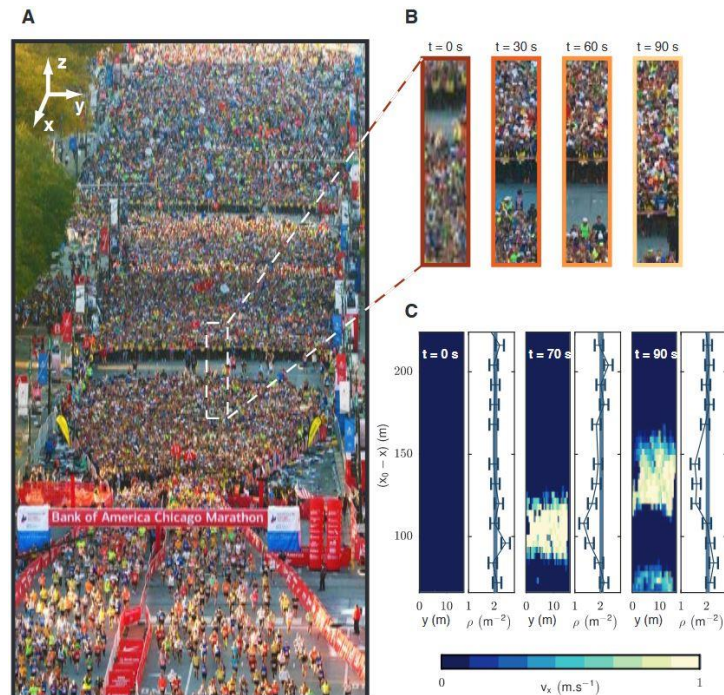 A
z
y
x
Bank of America Chicago Marathon
B
t = 0 s t = 30 s t = 60 s t = 90 s
C
t = 0 s t = 70 s t = 90 s
(x₀ − x) (m)
200
150
100
0 10 1 2 0 10 1 2 0 10 1 2
y (m) ρ (m⁻²) y (m) ρ (m⁻²) y (m) ρ (m⁻²)
0 1
vₓ (m.s⁻¹)